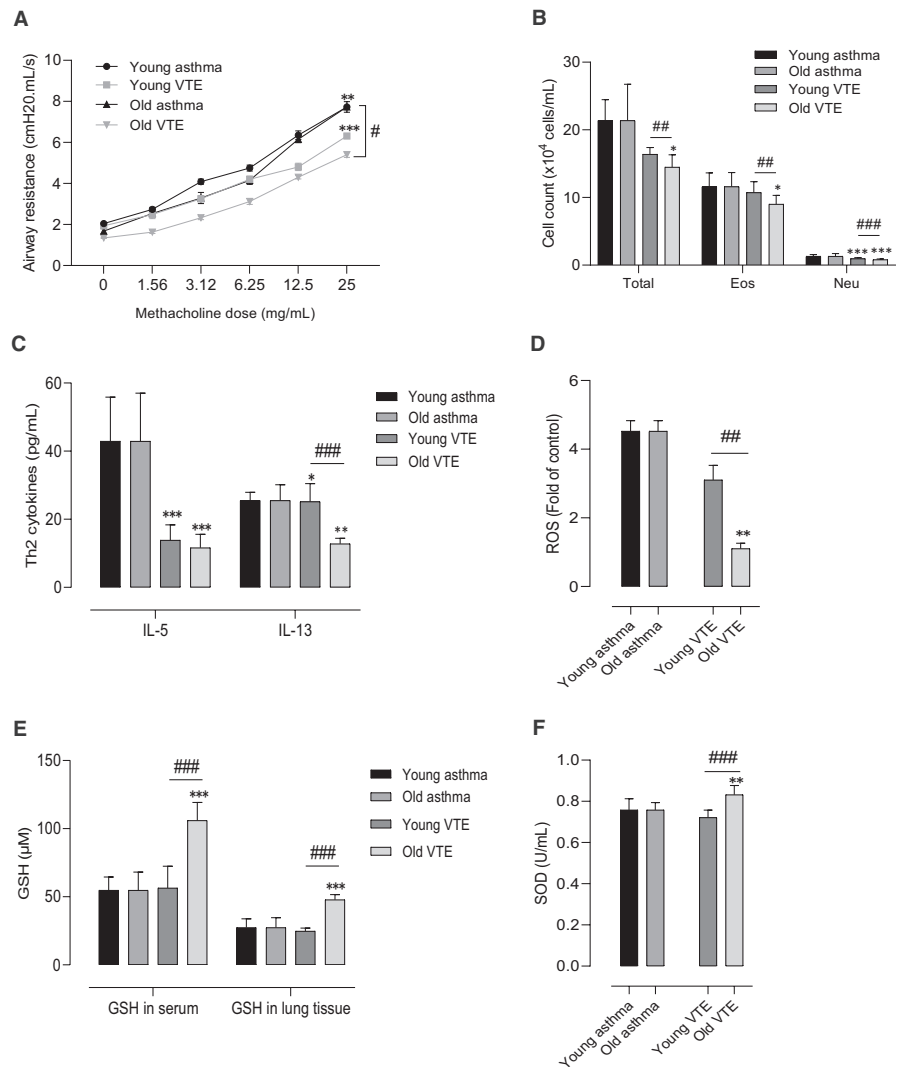 A
Airway resistance (cmH20.mL/s)
10
8
6
4
2
0
Young asthma
Young VTE
Old asthma
Old VTE
**
***
#
0 1.56 3.12 6.25 12.5 25
Methacholine dose (mg/mL)
B
Cell count (x10⁴ cells/mL)
30
20
10
0
Young asthma
Old asthma
Young VTE
Old VTE
##
*
##
*
###
*** ***
Total Eos Neu
C
Th2 cytokines (pg/mL)
60
40
20
0
Young asthma
Old asthma
Young VTE
Old VTE
*** ***
###
*
**
IL-5 IL-13
D
ROS (Fold of control)
6
4
2
0
##
**
Young asthma
Old asthma
Young VTE
Old VTE
E
GSH (µM)
150
100
50
0
Young asthma
Old asthma
Young VTE
Old VTE
###
***
###
***
GSH in serum GSH in lung tissue
F
SOD (U/mL)
1.0
0.8
0.6
0.4
0.2
0.0
###
**
Young asthma
Old asthma
Young VTE
Old VTE